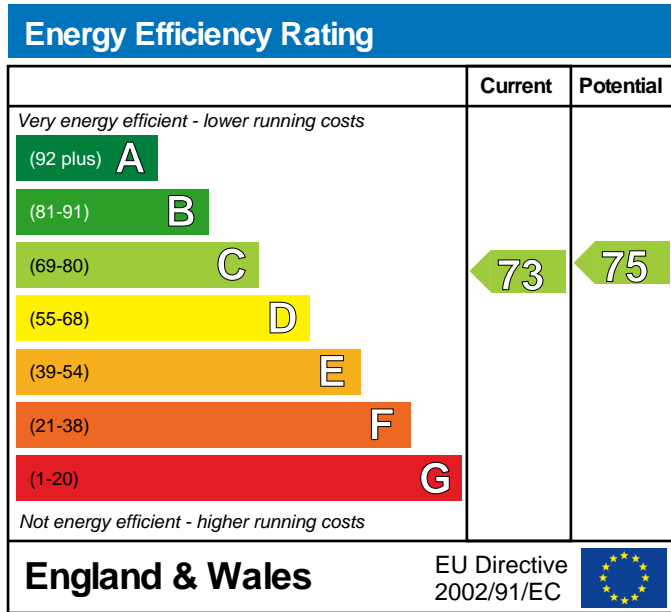 Energy Efficiency Rating
Current Potential
Very energy efficient - lower running costs
(92 plus) A
(81-91) B
(69-80) C 73 75
(55-68) D
(39-54) E
(21-38) F
(1-20) G
Not energy efficient - higher running costs
England & Wales
EU Directive
2002/91/EC